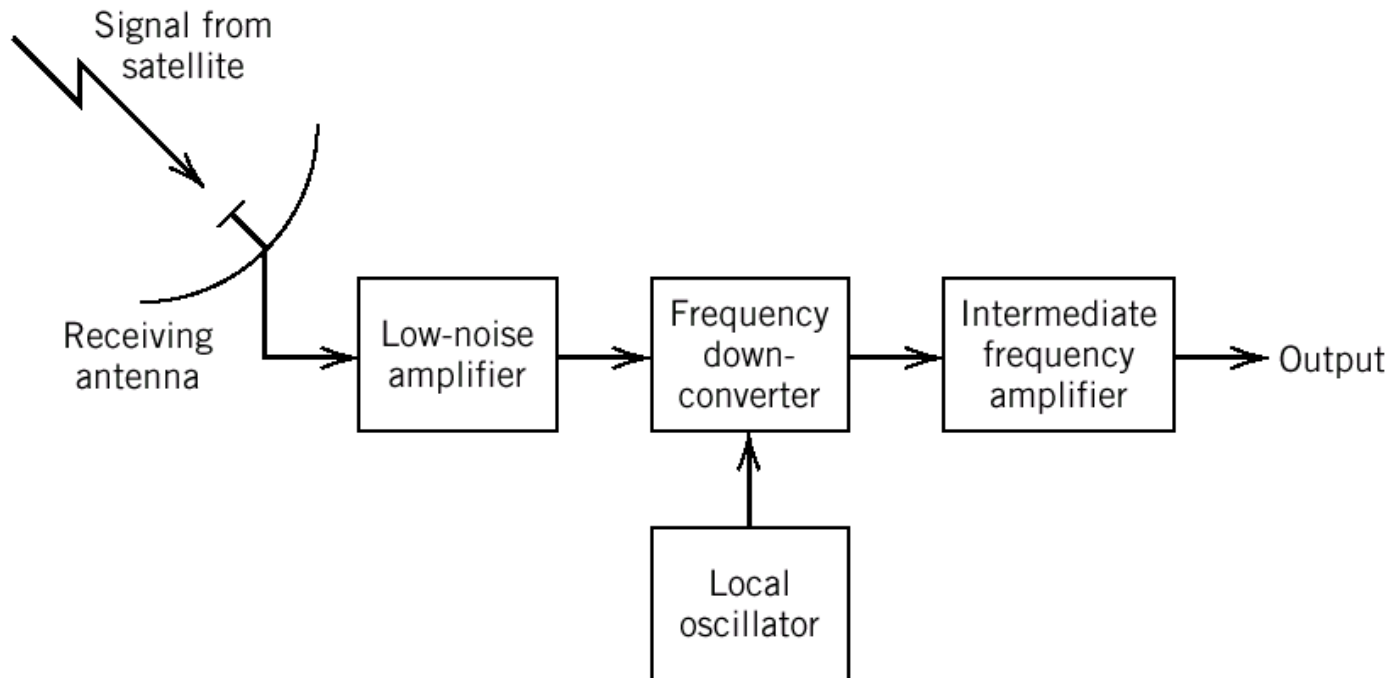 Signal from
satellite
Receiving
antenna
Low-noise
amplifier
Frequency
down-
converter
Intermediate
frequency
amplifier
Output
Local
oscillator